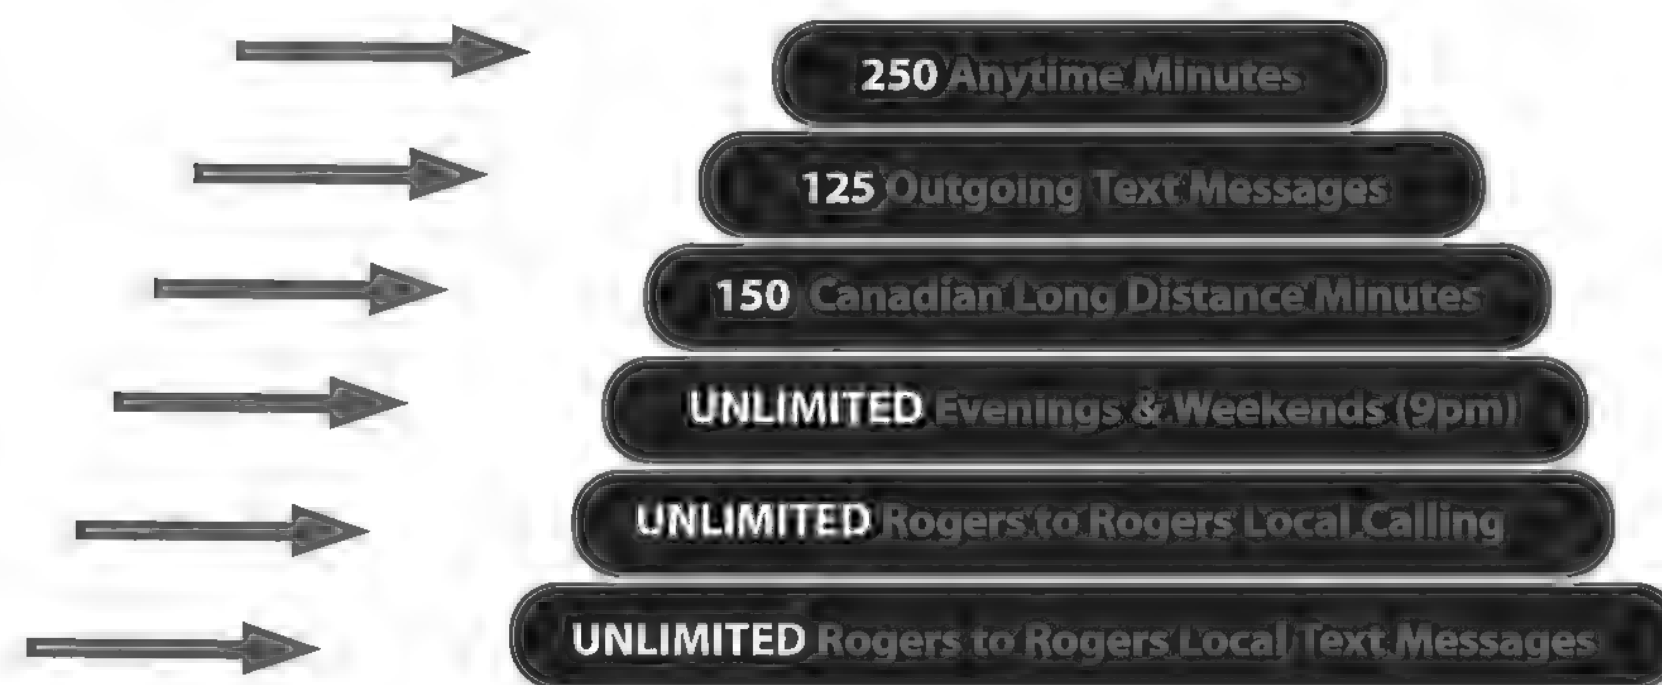 250 Anytime Minutes
125 Outgoing Text Messages
150 Canadian Long Distance Minutes
UNLIMITED Evenings & Weekends (9pm)
UNLIMITED Rogers to Rogers Local Calling
UNLIMITED Rogers to Rogers Local Text Messages